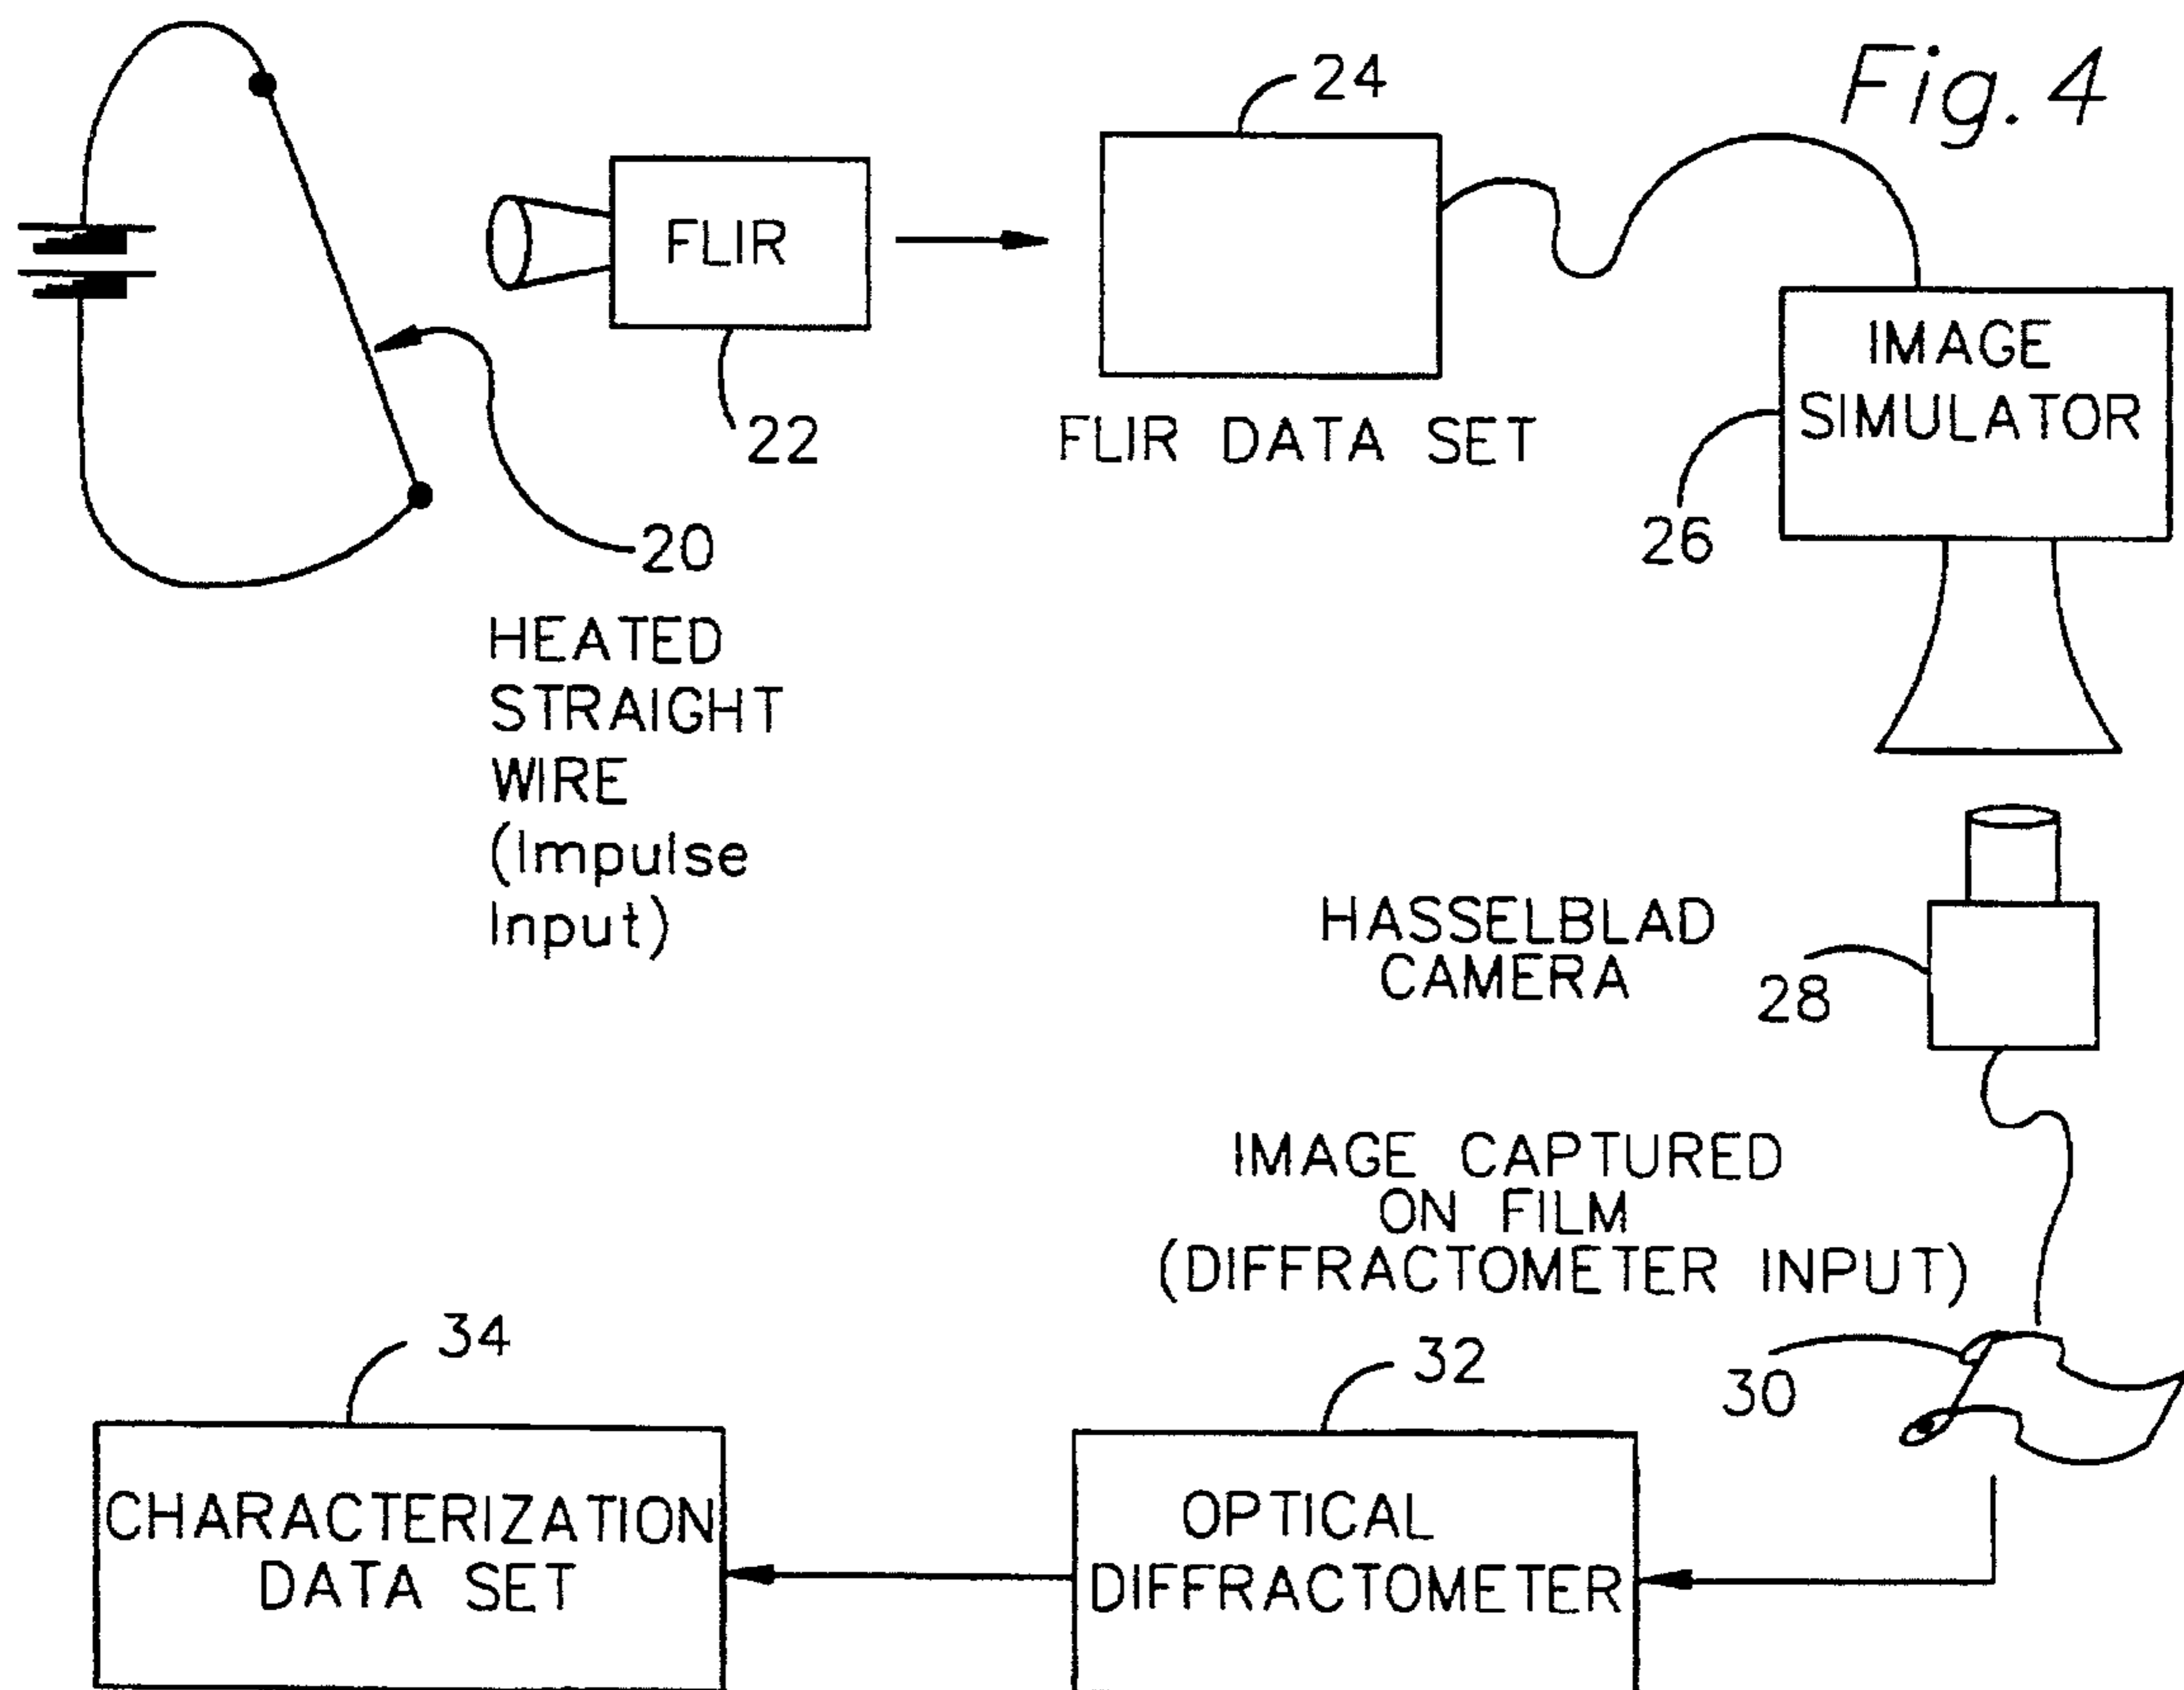 Fig. 4
24
FLIR
22
FLIR DATA SET
IMAGE
SIMULATOR
26
20
HEATED
STRAIGHT
WIRE
(Impulse
Input)
HASSELBLAD
CAMERA
28
IMAGE CAPTURED
ON FILM
(DIFFRACTOMETER INPUT)
30
32
OPTICAL
DIFFRACTOMETER
34
CHARACTERIZATION
DATA SET